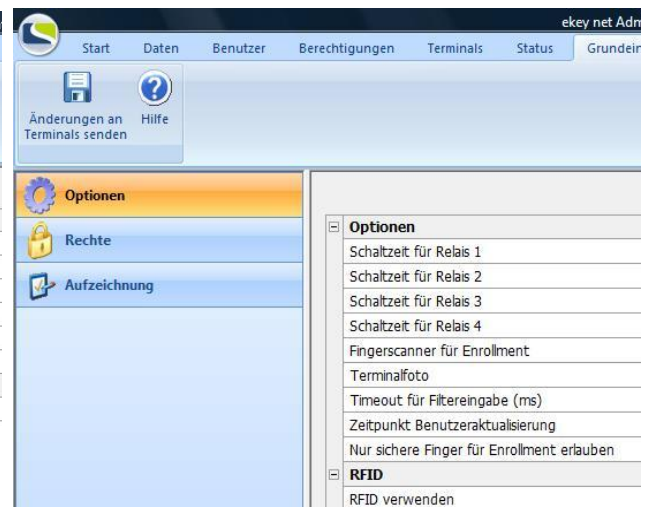 ekey net Adm
Start Daten Benutzer Berechtigungen Terminals Status Grundein
Änderungen an Terminals senden
Hilfe
Optionen
Rechte
Aufzeichnung
Optionen
Schaltzeit für Relais 1
Schaltzeit für Relais 2
Schaltzeit für Relais 3
Schaltzeit für Relais 4
Fingerscanner für Enrollment
Terminalfoto
Timeout für Filtereingabe (ms)
Zeitpunkt Benutzeraktualisierung
Nur sichere Finger für Enrollment erlauben
RFID
RFID verwenden